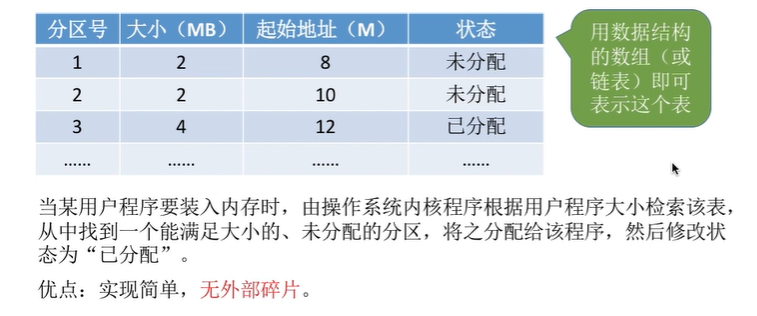 分区号 大小（MB） 起始地址（M） 状态
1 2 8 未分配
2 2 10 未分配
3 4 12 已分配
…… …… …… ……
用数据结构
的数组（或
链表）即可
表示这个表
当某用户程序要装入内存时，由操作系统内核程序根据用户程序大小检索该表，
从中找到一个能满足大小的、未分配的分区，将之分配给该程序，然后修改状
态为“已分配”。
优点：实现简单，无外部碎片。